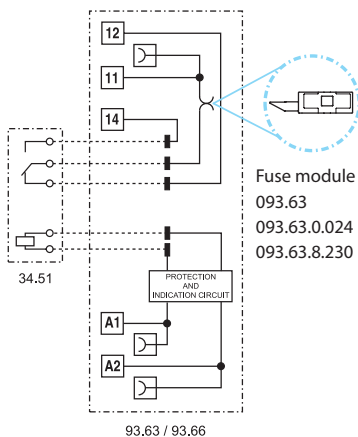 12
11
14
Fuse module
093.63
093.63.0.024
093.63.8.230
34.51
PROTECTION
AND
INDICATION CIRCUIT
A1
A2
93.63 / 93.66